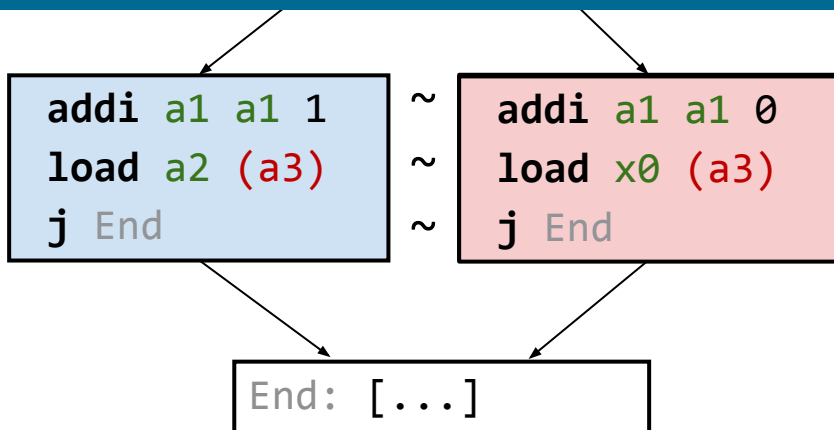 addi a1 a1 1 ~ addi a1 a1 0
load a2 (a3) ~ load x0 (a3)
j End ~ j End
End: [...]